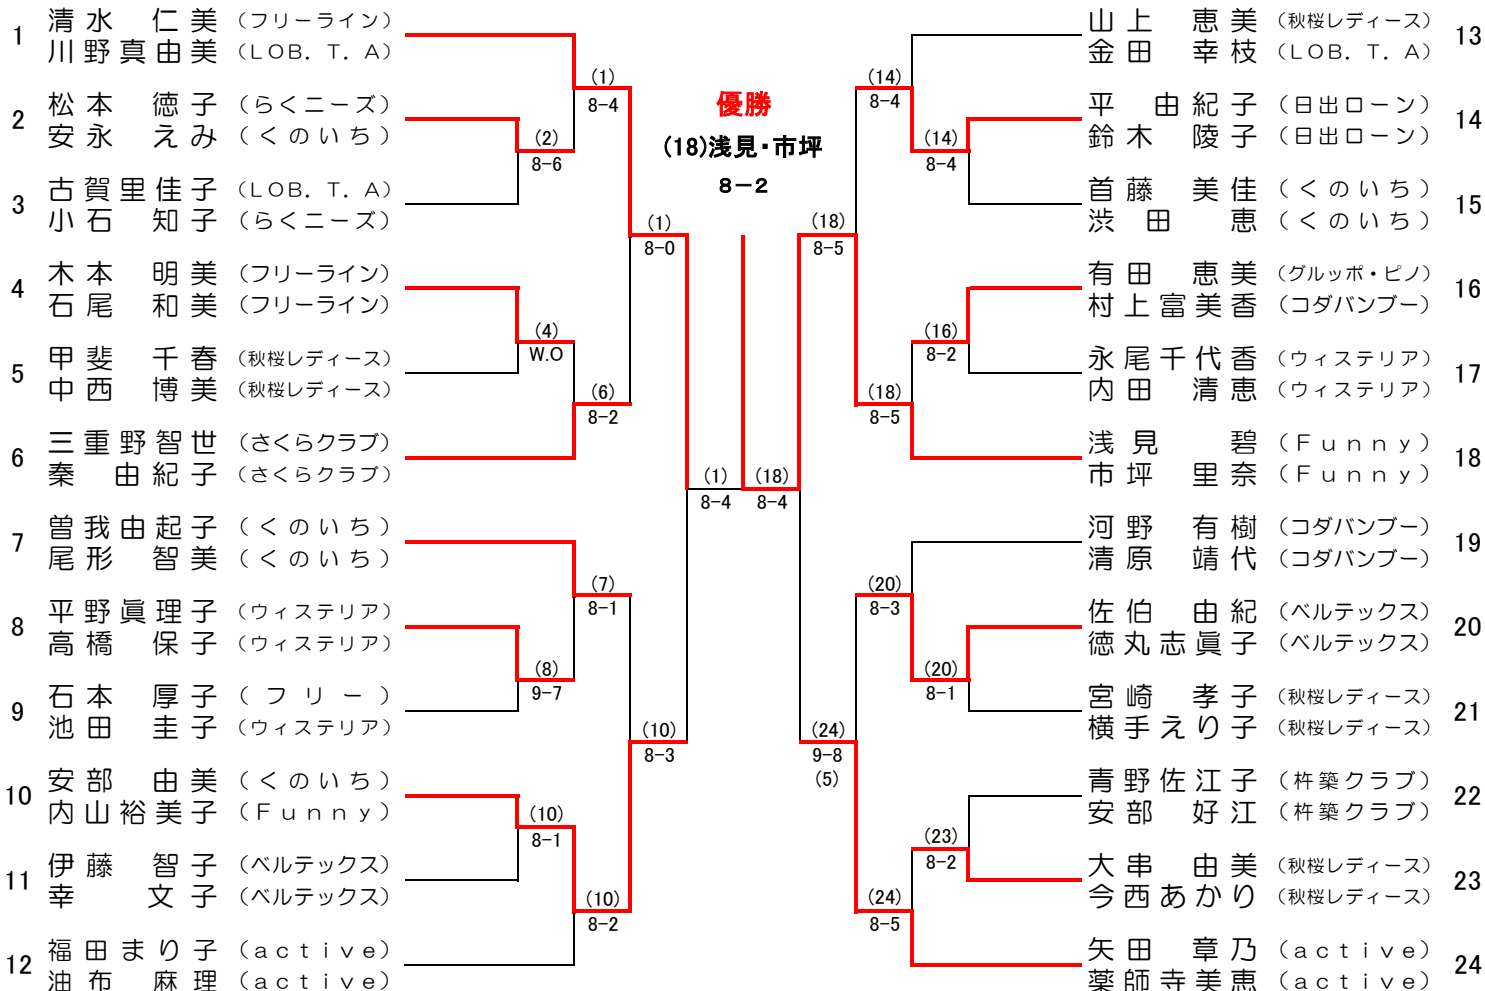 1 清水 仁美 (フリーライン)
川野真由美 (LOB. T. A)
2 松本 徳子 (らくニーズ)
安永 えみ (くのいち)
3 古賀里佳子 (LOB. T. A)
小石 知子 (らくニーズ)
4 木本 明美 (フリーライン)
石尾 和美 (フリーライン)
5 甲斐 千春 (秋桜レディース)
中西 博美 (秋桜レディース)
6 三重野智世 (さくらクラブ)
秦 由紀子 (さくらクラブ)
7 曽我由起子 (くのいち)
尾形 智美 (くのいち)
8 平野眞理子 (ウィステリア)
高橋 保子 (ウィステリア)
9 石本 厚子 (フリー)
池田 圭子 (ウィステリア)
10 安部 由美 (くのいち)
内山裕美子 (Funny)
11 伊藤 智子 (ベルテックス)
幸 文子 (ベルテックス)
12 福田まり子 (active)
油布 麻理 (active)
(1)
8-4
(2)
8-6
(1)
8-0
(4)
W.O
(6)
8-2
(7)
8-1
(8)
9-7
(10)
8-3
(10)
8-1
(10)
8-2
(1)
8-4
優勝
(18)浅見・市坪
8-2
(18)
8-4
(14)
8-4
(14)
8-4
(18)
8-5
(16)
8-2
(18)
8-5
(20)
8-3
(20)
8-1
(24)
9-8
(5)
(23)
8-2
(24)
8-5
山上 恵美 (秋桜レディース) 13
金田 幸枝 (LOB. T. A)
平 由紀子 (日出ローン) 14
鈴木 陵子 (日出ローン)
首藤 美佳 (くのいち) 15
渋田 恵 (くのいち)
有田 恵美 (グルッポ・ピノ) 16
村上富美香 (コダバンブー)
永尾千代香 (ウィステリア) 17
内田 清恵 (ウィステリア)
浅見 碧 (Funny) 18
市坪 里奈 (Funny)
河野 有樹 (コダバンブー) 19
清原 靖代 (コダバンブー)
佐伯 由紀 (ベルテックス) 20
徳丸志眞子 (ベルテックス)
宮崎 孝子 (秋桜レディース) 21
横手えり子 (秋桜レディース)
青野佐江子 (杵築クラブ) 22
安部 好江 (杵築クラブ)
大串 由美 (秋桜レディース) 23
今西あかり (秋桜レディース)
矢田 章乃 (active) 24
薬師寺美恵 (active)